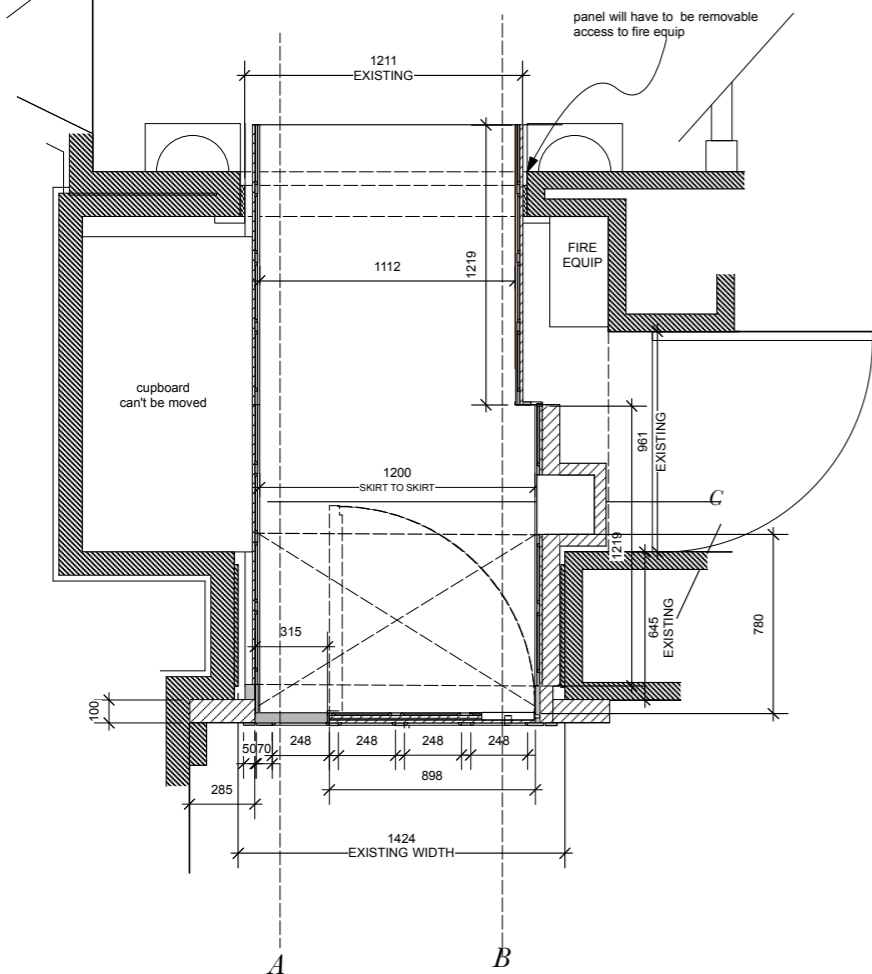 panel will have to be removable
access to fire equip
1211
EXISTING
FIRE
EQUIP
1112
1219
cupboard
can't be moved
961
EXISTING
1200
SKIRT TO SKIRT
C
1219
315
645
EXISTING
780
100
50
70
248
248
248
248
898
285
1424
EXISTING WIDTH
A
B